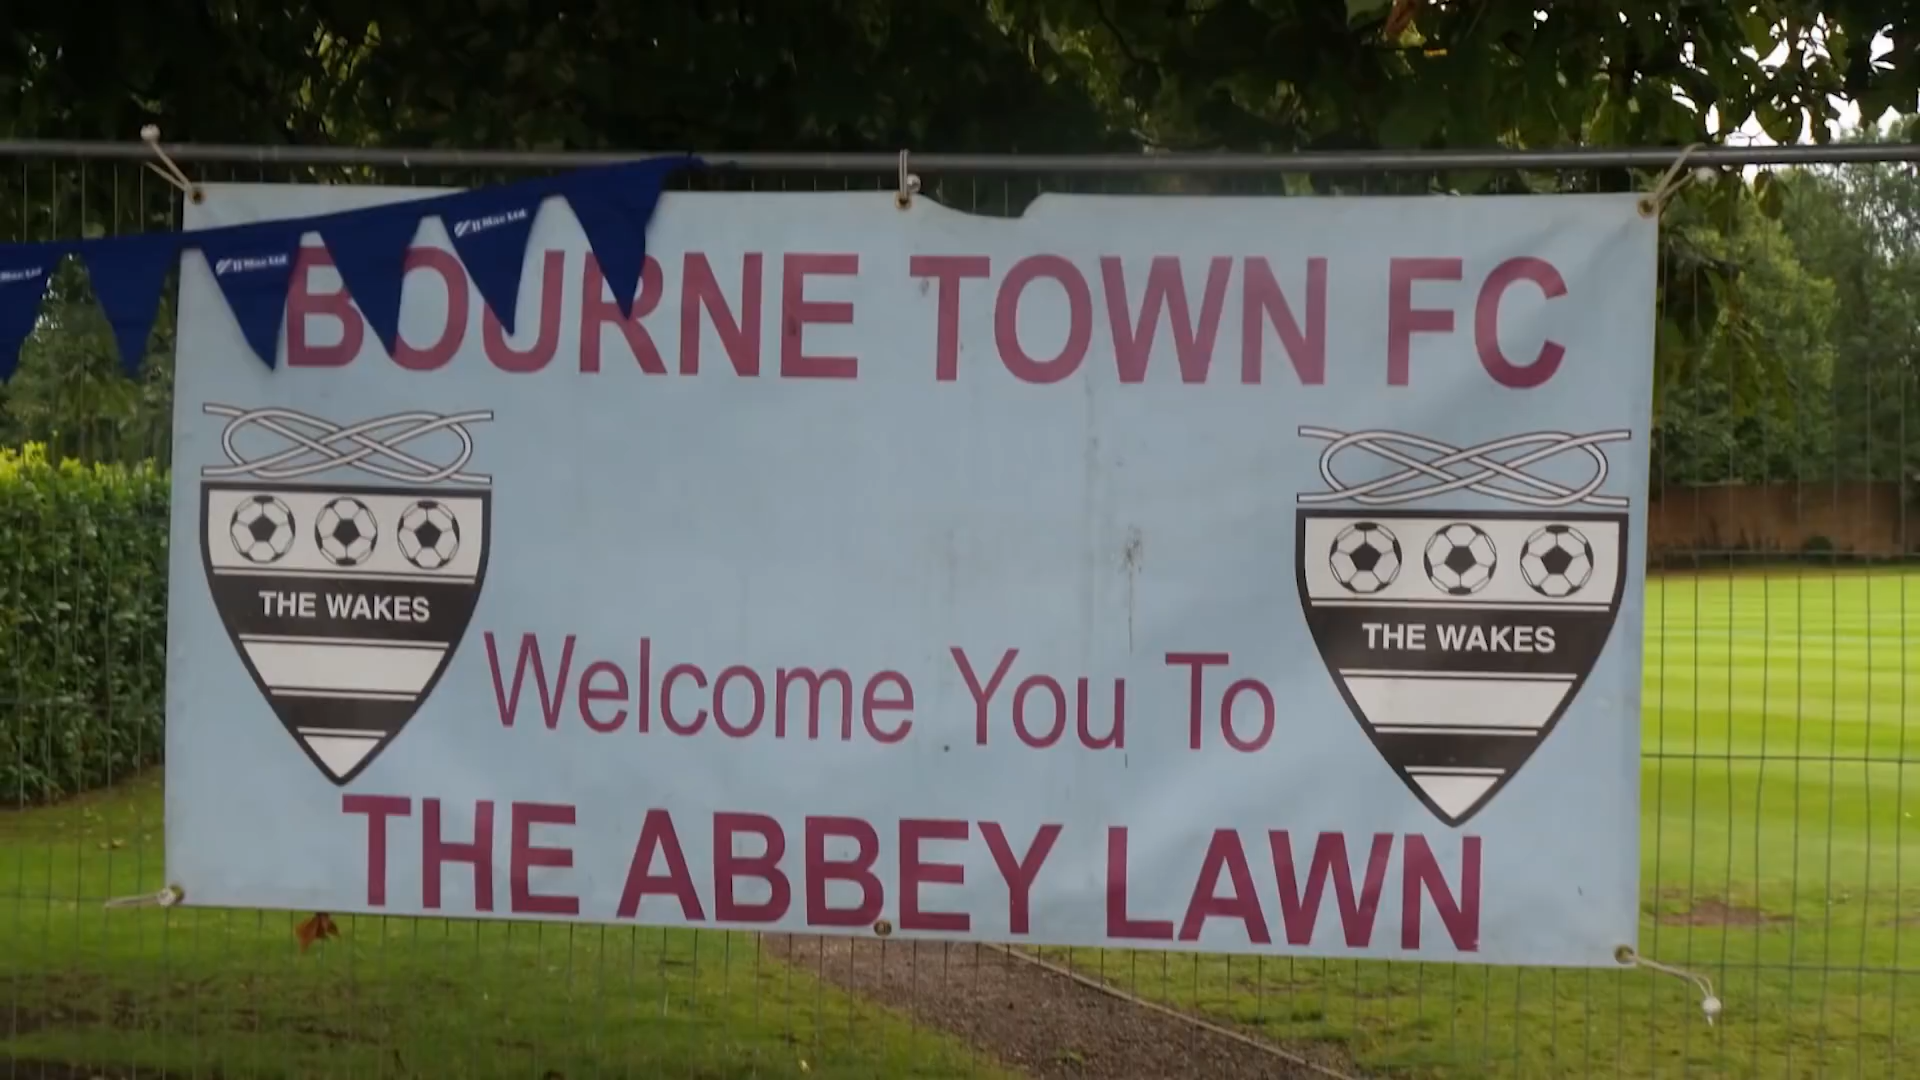 BOURNE TOWN FC
THE WAKES
THE WAKES
Welcome You To
THE ABBEY LAWN